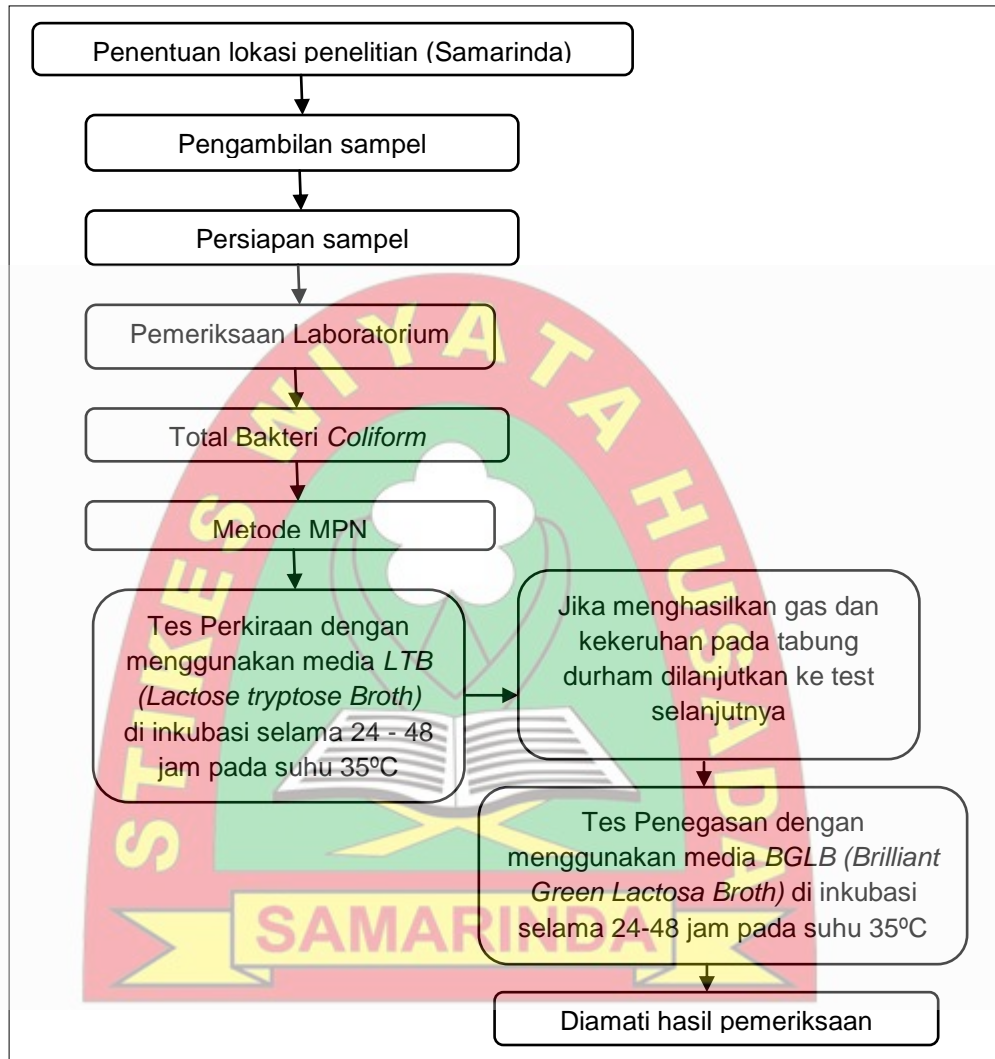 Penentuan lokasi penelitian (Samarinda)
Pengambilan sampel
Persiapan sampel
Pemeriksaan Laboratorium
Total Bakteri Coliform
Metode MPN
Tes Perkiraan dengan
menggunakan media LTB
(Lactose tryptose Broth)
di inkubasi selama 24 - 48
jam pada suhu 35ºC
Jika menghasilkan gas dan
kekeruhan pada tabung
durham dilanjutkan ke test
selanjutnya
Tes Penegasan dengan
menggunakan media BGLB (Brilliant
Green Lactosa Broth) di inkubasi
selama 24-48 jam pada suhu 35ºC
Diamati hasil pemeriksaan
STIKES WIYATA HUSADA
SAMARINDA